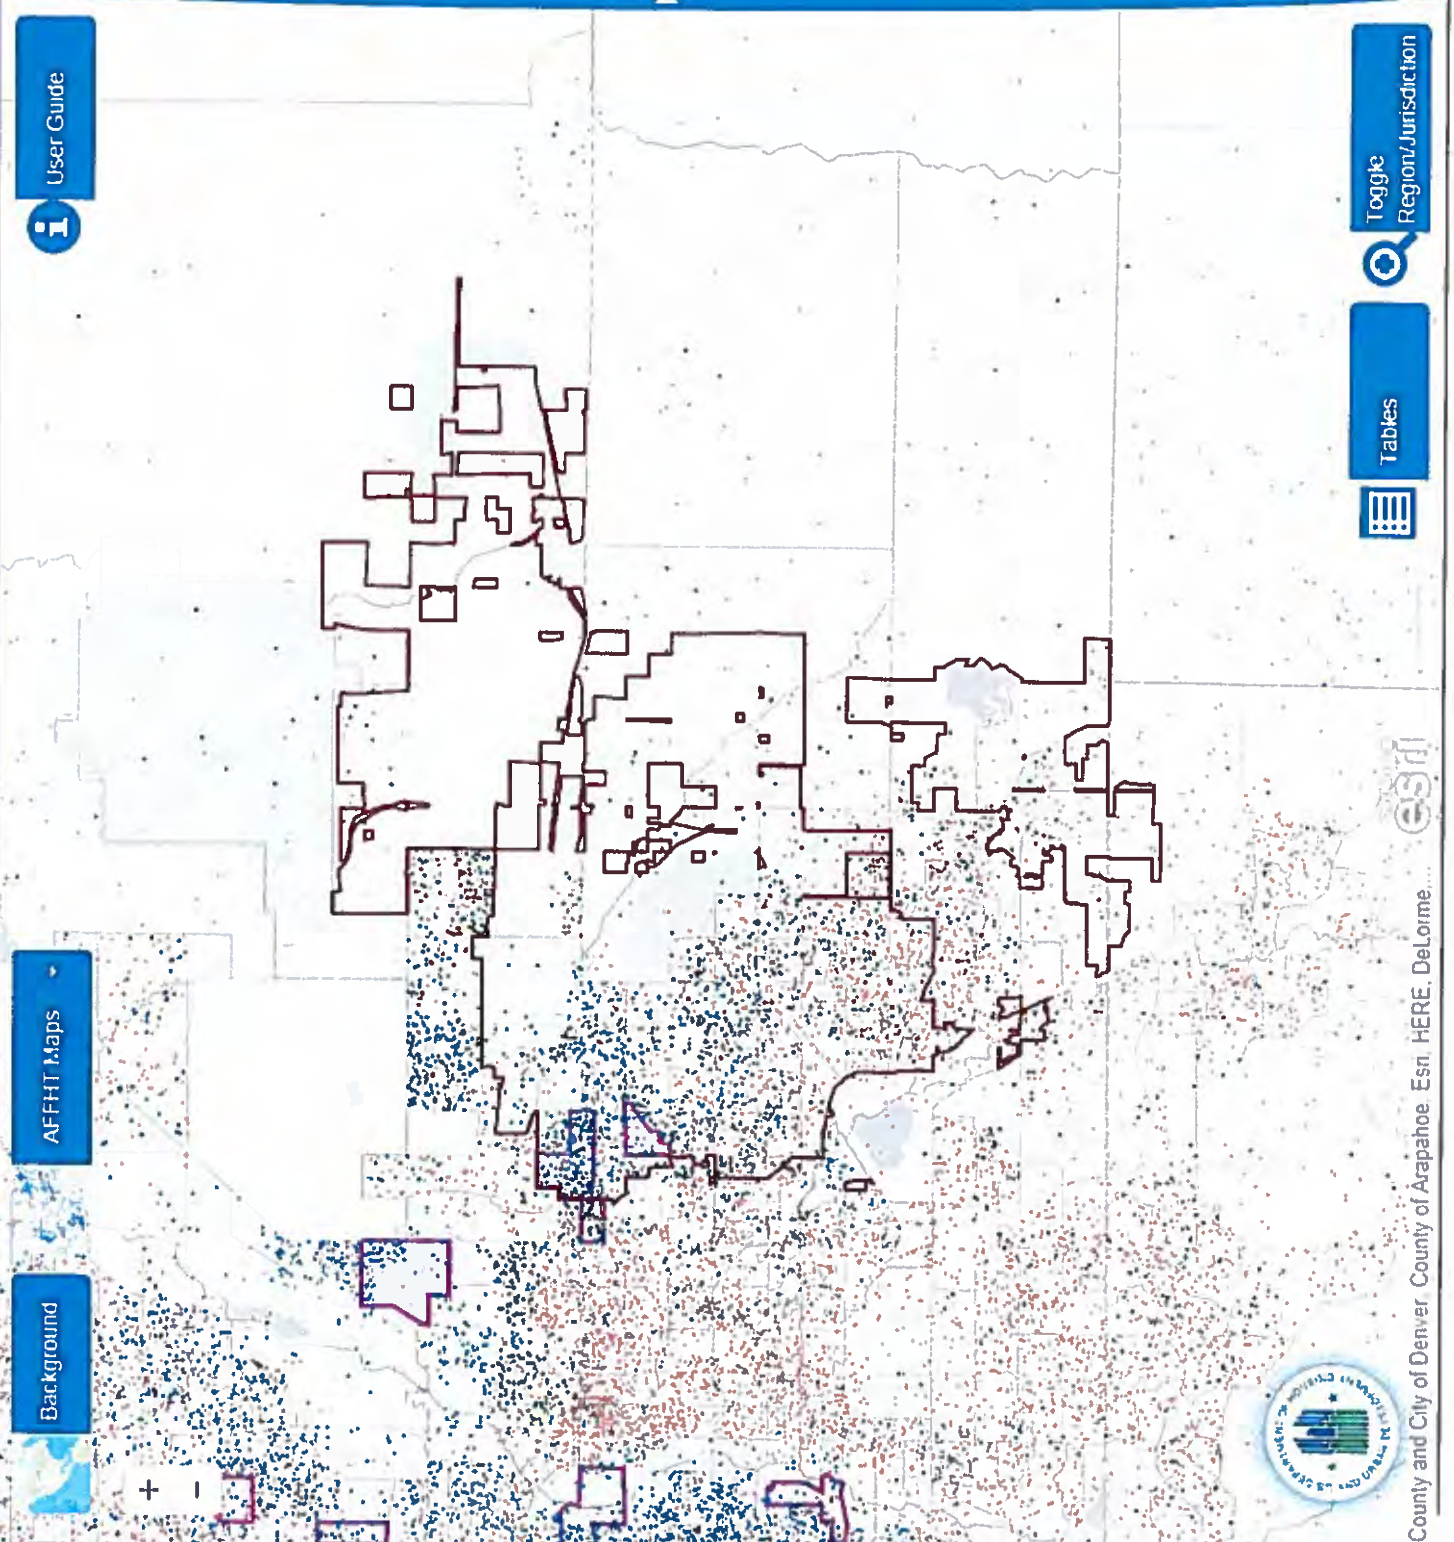 Background
AFFHT Maps
User Guide
+
−
Tables
Toggle
Region/Jurisdiction
esri
County and City of Denver, County of Arapahoe, Esri, HERE, DeLorme...